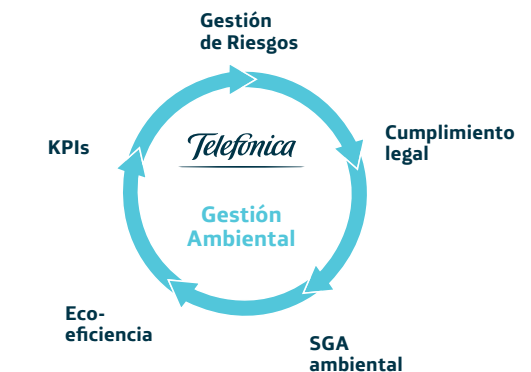 Gestión
de Riesgos
Cumplimiento
legal
KPIs
Telefónica
Gestión
Ambiental
Eco-
eficiencia
SGA
ambiental